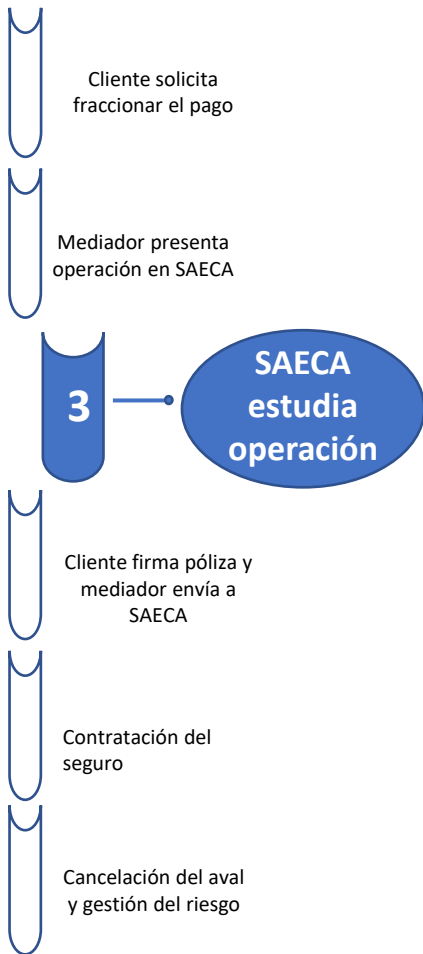 Cliente solicita
fraccionar el pago
Mediador presenta
operación en SAECA
3
SAECA
estudia
operación
Cliente firma póliza y
mediador envía a
SAECA
Contratación del
seguro
Cancelación del aval
y gestión del riesgo